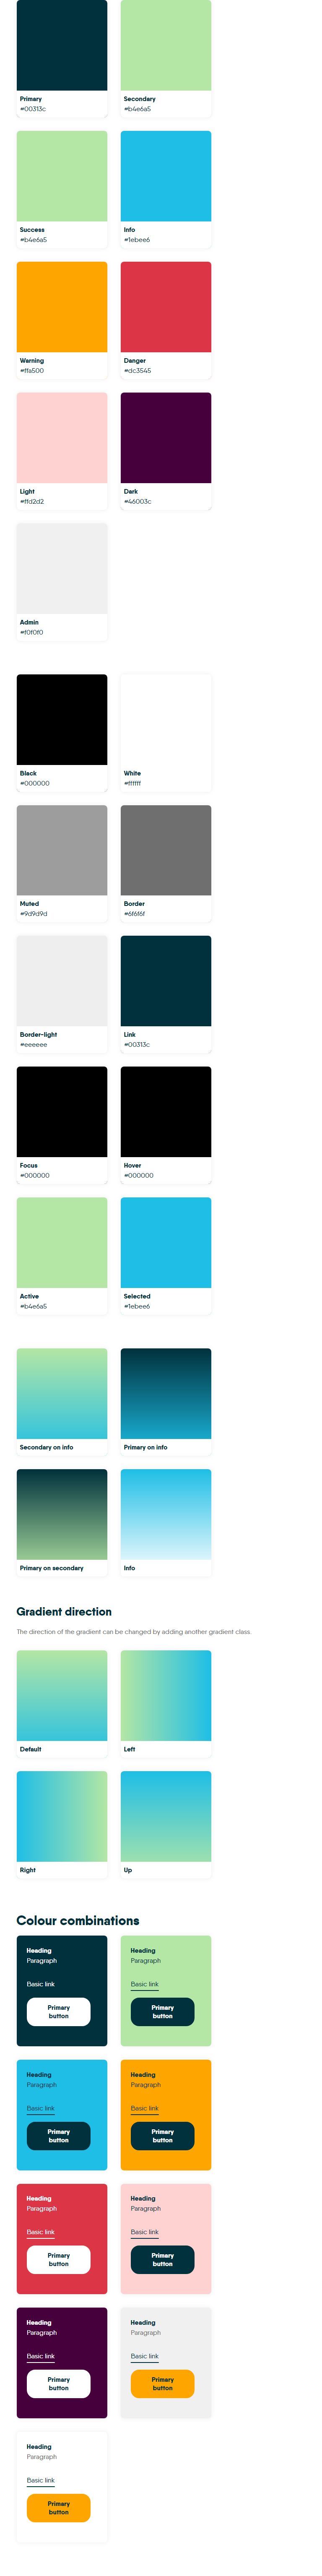 Primary
#00313c
Secondary
#b4e6a5
Success
#b4e6a5
Info
#1ebee6
Warning
#ffa500
Danger
#dc3545
Light
#ffd2d2
Dark
#46003c
Admin
#f0f0f0
Black
#000000
White
#ffffff
Muted
#9d9d9d
Border
#6f6f6f
Border-light
#eeeeee
Link
#00313c
Focus
#000000
Hover
#000000
Active
#b4e6a5
Selected
#1ebee6
Secondary on info
Primary on info
Primary on secondary
Info
Gradient direction
The direction of the gradient can be changed by adding another gradient class.
Default
Left
Right
Up
Colour combinations
Heading
Paragraph
Basic link
Primary
button
Heading
Paragraph
Basic link
Primary
button
Heading
Paragraph
Basic link
Primary
button
Heading
Paragraph
Basic link
Primary
button
Heading
Paragraph
Basic link
Primary
button
Heading
Paragraph
Basic link
Primary
button
Heading
Paragraph
Basic link
Primary
button
Heading
Paragraph
Basic link
Primary
button
Heading
Paragraph
Basic link
Primary
button